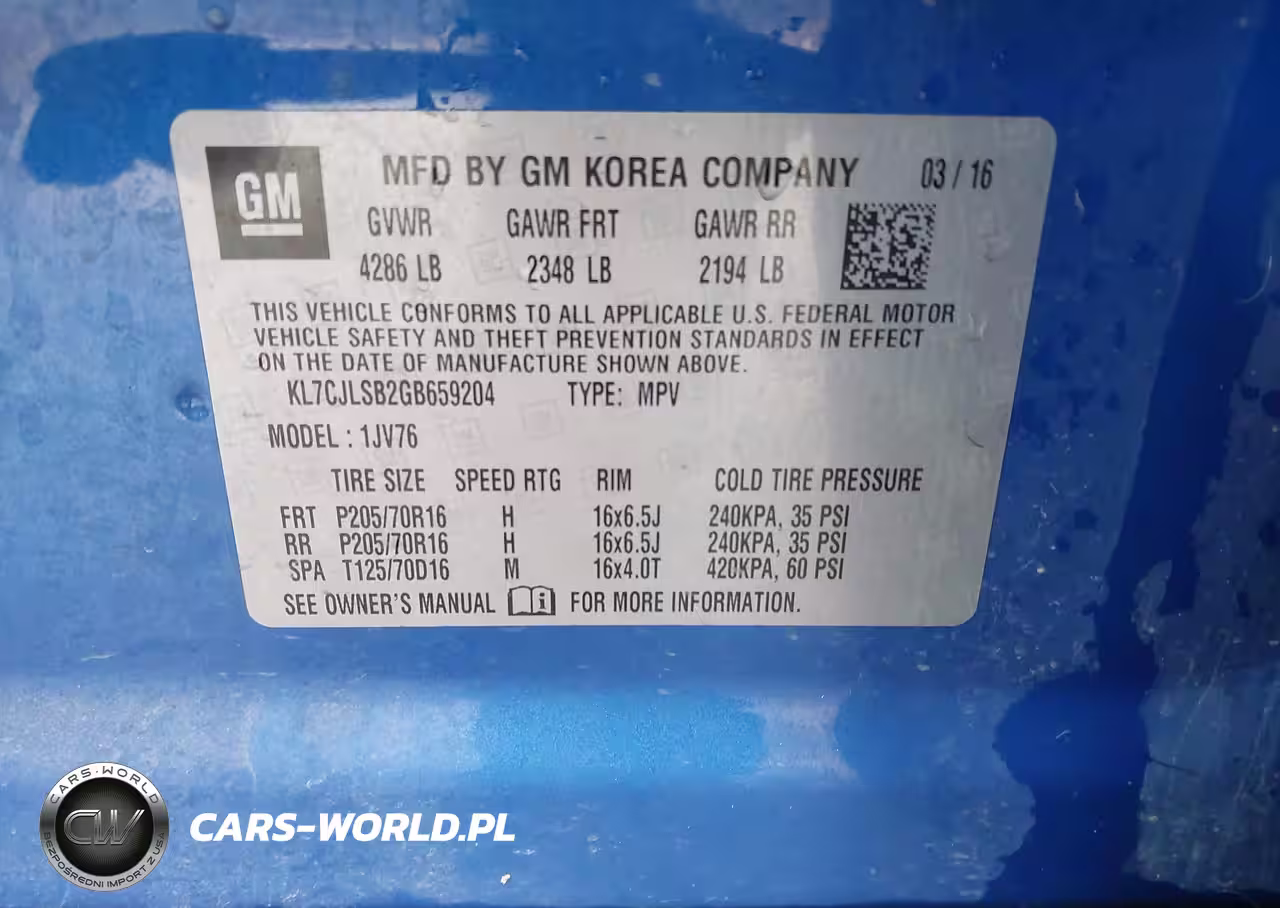 GM
MFD BY GM KOREA COMPANY 03 / 16
GVWR GAWR FRT GAWR RR
4286 LB 2348 LB 2194 LB
THIS VEHICLE CONFORMS TO ALL APPLICABLE U.S. FEDERAL MOTOR
VEHICLE SAFETY AND THEFT PREVENTION STANDARDS IN EFFECT
ON THE DATE OF MANUFACTURE SHOWN ABOVE.
KL7CJLSB2GB659204 TYPE: MPV
MODEL : 1JV76
TIRE SIZE SPEED RTG RIM COLD TIRE PRESSURE
FRT P205/70R16 H 16x6.5J 240KPA, 35 PSI
RR P205/70R16 H 16x6.5J 240KPA, 35 PSI
SPA T125/70D16 M 16x4.0T 420KPA, 60 PSI
SEE OWNER'S MANUAL i FOR MORE INFORMATION.
CARS-WORLD
CW
BEZPOŚREDNI IMPORT Z USA
CARS-WORLD.PL